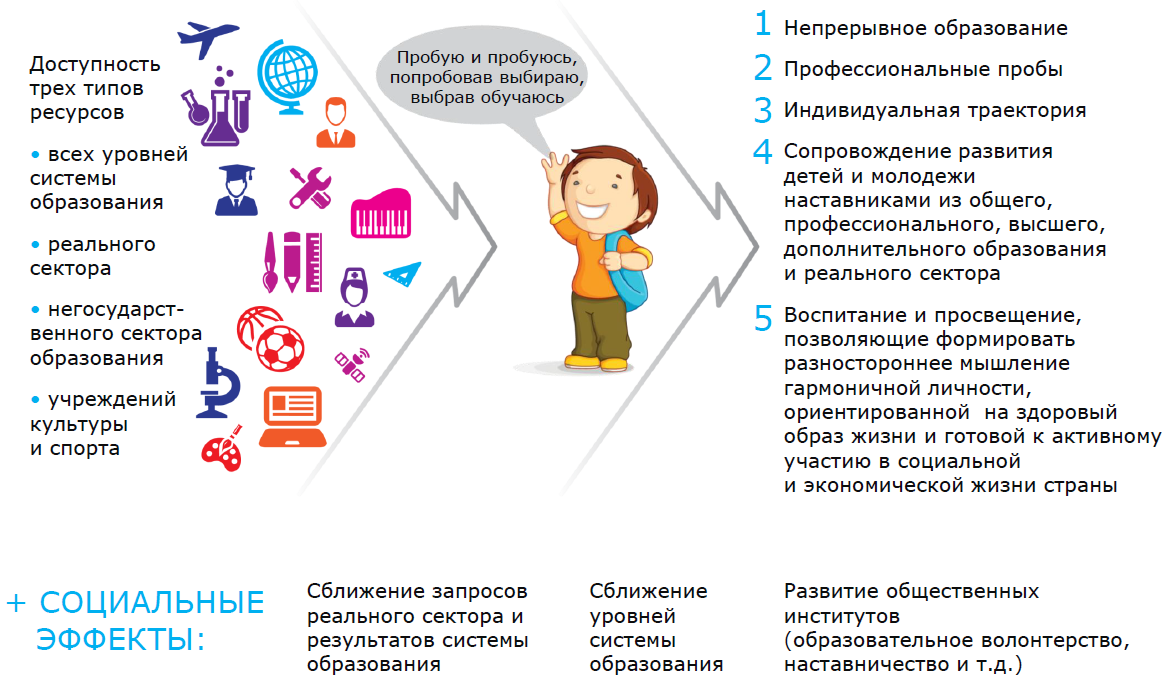 Доступность
трех типов
ресурсов
• всех уровней
системы
образования
• реального
сектора
• негосударст-
венного сектора
образования
• учреждений
культуры
и спорта
Пробую и пробуюсь,
попробовав выбираю,
выбрав обучаюсь
1 Непрерывное образование
2 Профессиональные пробы
3 Индивидуальная траектория
4 Сопровождение развития
детей и молодежи
наставниками из общего,
профессионального, высшего,
дополнительного образования
и реального сектора
5 Воспитание и просвещение,
позволяющие формировать
разностороннее мышление
гармоничной личности,
ориентированной на здоровый
образ жизни и готовой к активному
участию в социальной
и экономической жизни страны
+ СОЦИАЛЬНЫЕ
ЭФФЕКТЫ:
Сближение запросов
реального сектора и
результатов системы
образования
Сближение
уровней
системы
образования
Развитие общественных
институтов
(образовательное волонтерство,
наставничество и т.д.)